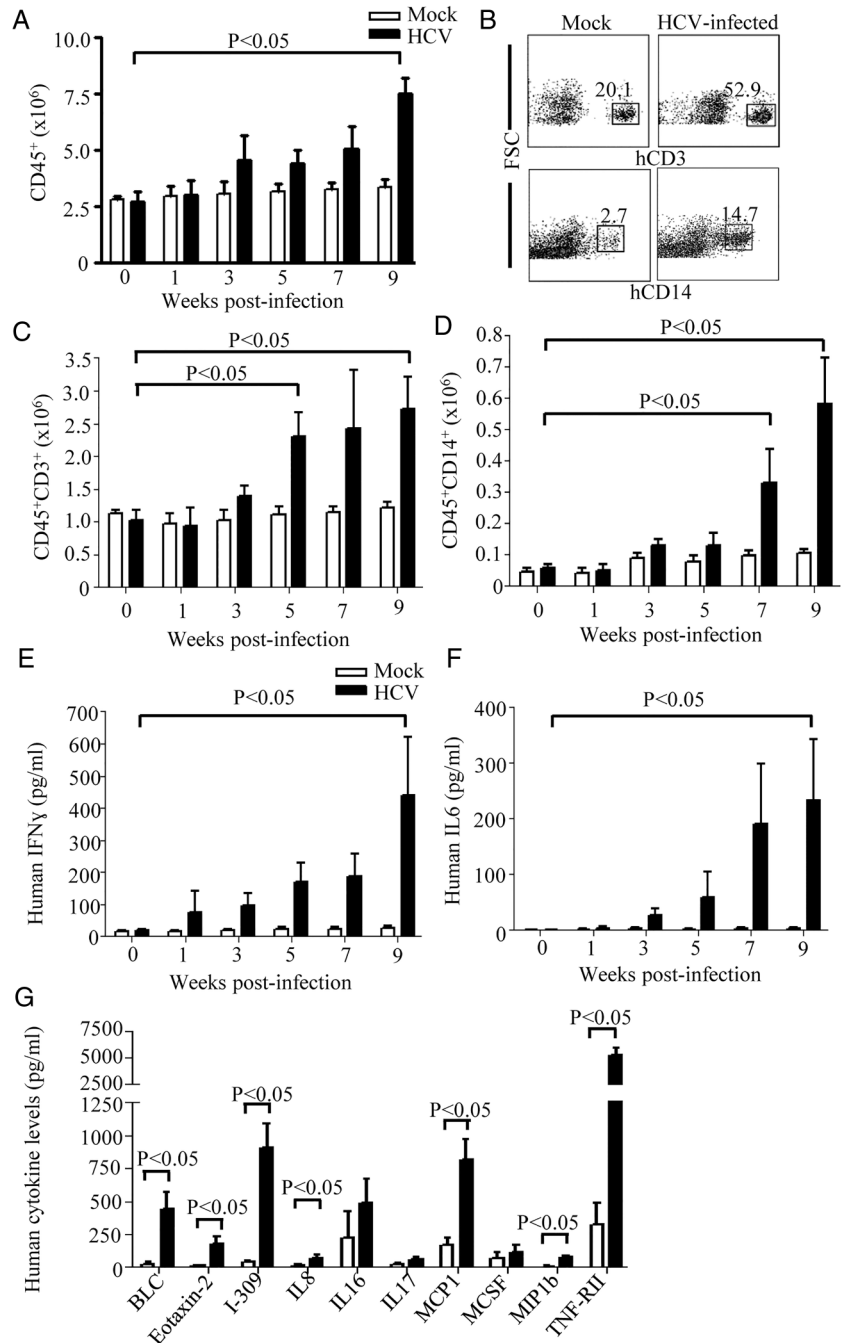 A
Mock
HCV
P<0.05
10.0
7.5
5.0
2.5
0
CD45⁺ (x10⁶)
0 1 3 5 7 9
Weeks post-infection
B
Mock HCV-infected
20.1 52.9
hCD3
FSC
2.7 14.7
hCD14
C
P<0.05
P<0.05
3.5
3.0
2.5
2.0
1.5
1.0
0.5
0
CD45⁺CD3⁺ (x10⁶)
0 1 3 5 7 9
Weeks post-infection
D
P<0.05
P<0.05
0.8
0.7
0.6
0.5
0.4
0.3
0.2
0.1
0
CD45⁺CD14⁺ (x10⁶)
0 1 3 5 7 9
Weeks post-infection
E
Mock
HCV
P<0.05
700
600
500
400
300
200
100
0
Human IFNγ (pg/ml)
0 1 3 5 7 9
Weeks post-infection
F
P<0.05
400
300
200
100
0
Human IL6 (pg/ml)
0 1 3 5 7 9
Weeks post-infection
G
7500
5000
2500
1250
1000
750
500
250
0
Human cytokine levels (pg/ml)
P<0.05
P<0.05
P<0.05
P<0.05
P<0.05
P<0.05
P<0.05
BLC
Eotaxin-2
I-309
IL8
IL16
IL17
MCP1
MCSF
MIP1b
TNF-RII